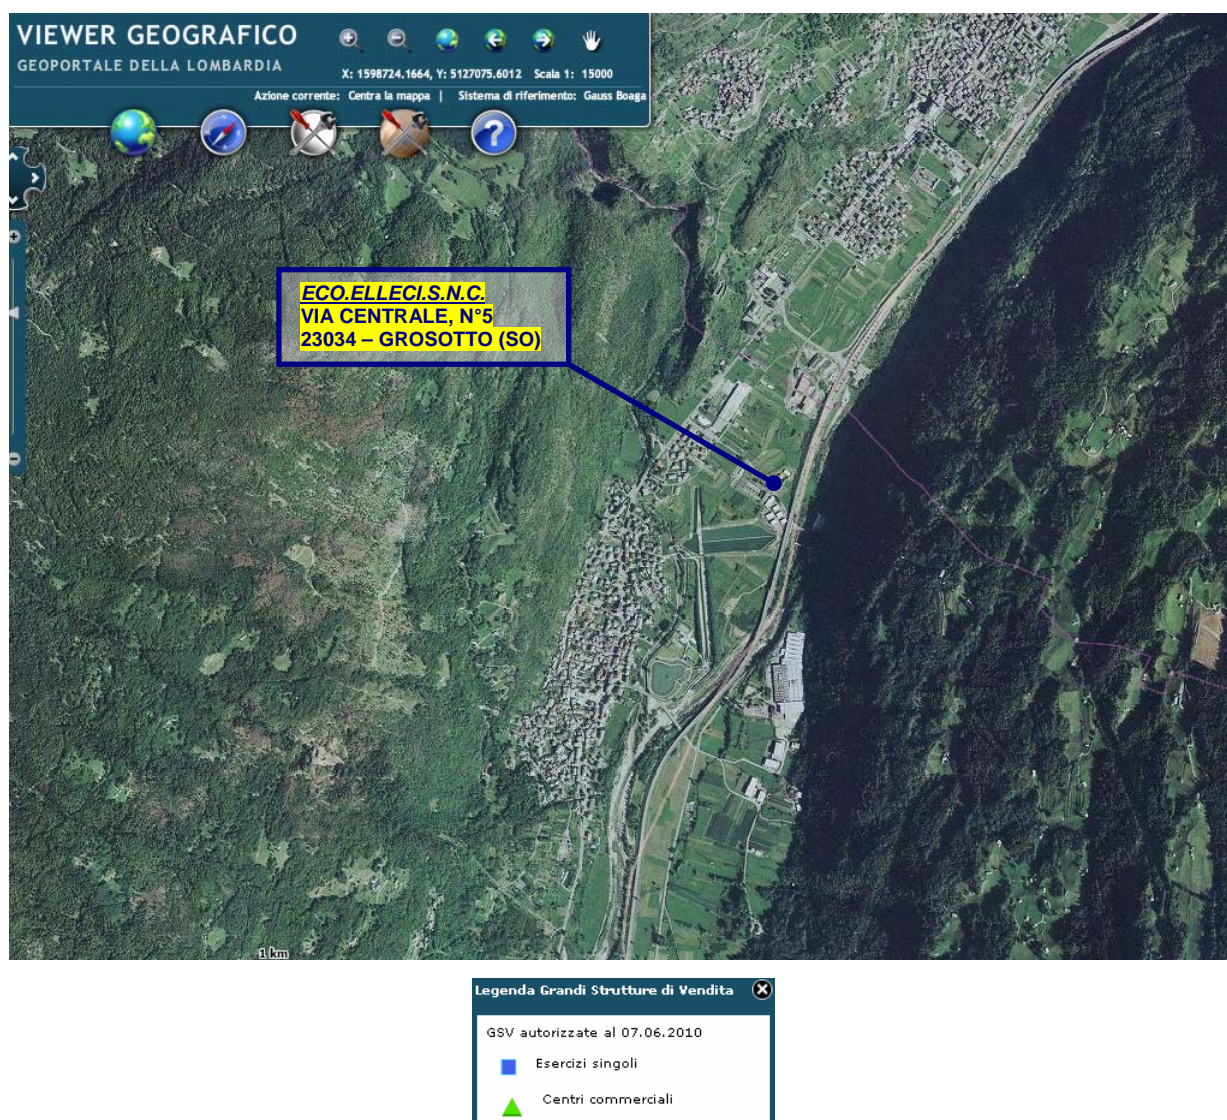 VIEWER GEOGRAFICO
GEOPORTALE DELLA LOMBARDIA
X: 1598724.1664, Y: 5127075.6012 Scala 1: 15000
Azione corrente: Centra la mappa | Sistema di riferimento: Gauss Boaga
ECO.ELLECI.S.N.C.
VIA CENTRALE, N°5
23034 – GROSOTTO (SO)
1 km
Legenda Grandi Strutture di Vendita
GSV autorizzate al 07.06.2010
Esercizi singoli
Centri commerciali